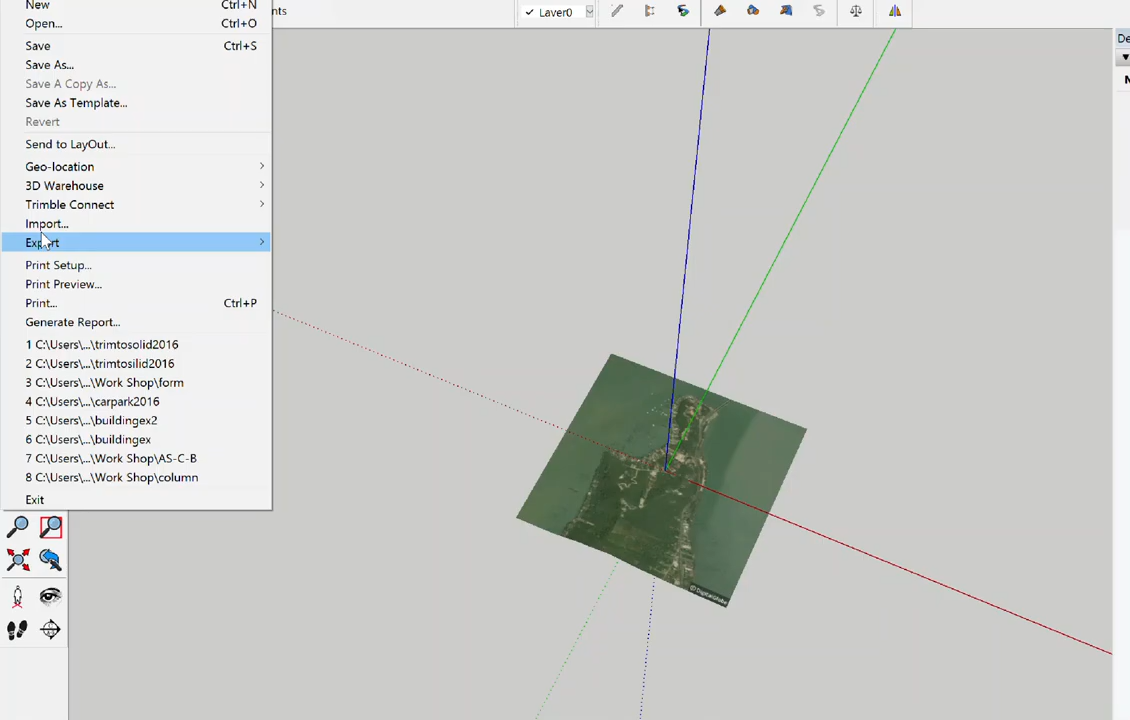 New Ctrl+N
nts
Layer0
De
Open... Ctrl+O
Save Ctrl+S
Save As...
Save A Copy As...
N
Save As Template...
Revert
Send to LayOut...
Geo-location
3D Warehouse
Trimble Connect
Import...
Export
Print Setup...
Print Preview...
Print... Ctrl+P
Generate Report...
1 C:\Users\...\trimtosolid2016
2 C:\Users\...\trimtosilid2016
3 C:\Users\...\Work Shop\form
4 C:\Users\...\carpark2016
5 C:\Users\...\buildingex2
6 C:\Users\...\buildingex
7 C:\Users\...\Work Shop\AS-C-B
8 C:\Users\...\Work Shop\column
Exit
© DigitalGlobe